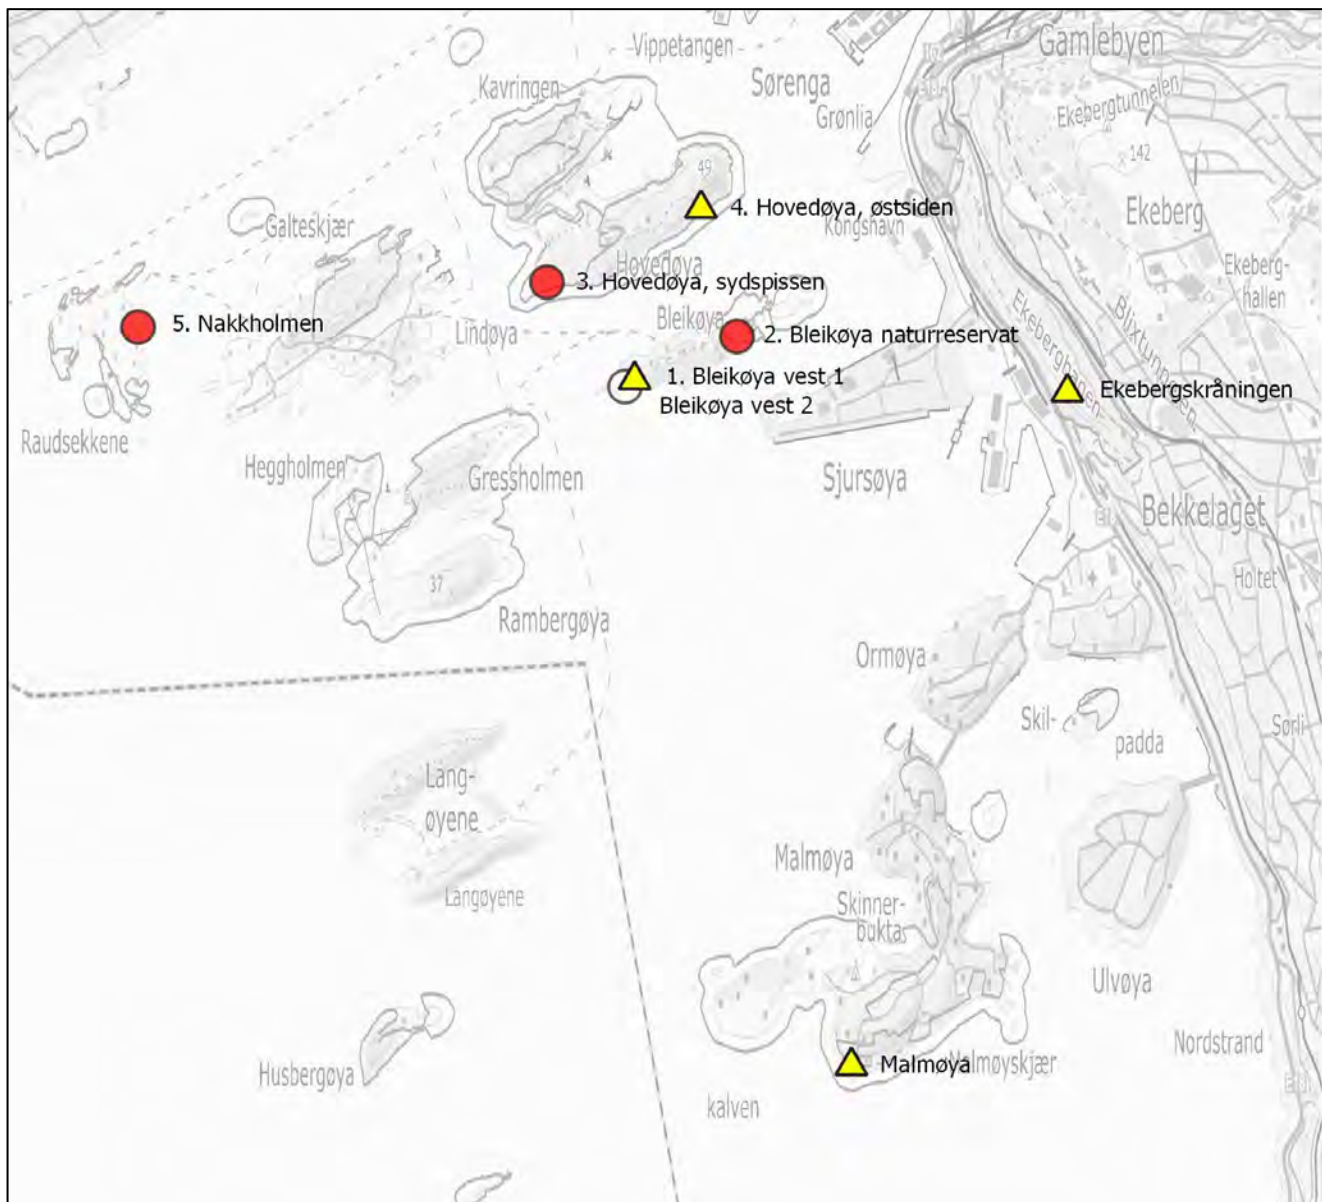 Vippetangen
Gamlebyen
Sørenga
Kavringen
Grønlia
Ekebergtunnelen
142
49
4. Hovedøya, østsiden
Ekeberg
Galteskjær
Kongshavn
Hovedøya
Ekeberg-
hallen
3. Hovedøya, sydspissen
5. Nakkholmen
Lindøya
Bleikøya
2. Bleikøya naturreservat
Blixtunnelen
1. Bleikøya vest 1
Bleikøya vest 2
Ekebergskråningen
Raudsekkene
Heggholmen
Gressholmen
Sjursøya
Bekkelaget
Holtet
37
Rambergøya
Ormøya
Skil-
padda
Sørli
Lang-
øyene
Malmøya
Langøyene
Skinner-
bukta
Ulvøya
Nordstrand
Husbergøya
Malmøya
Malmøyskjær
kalven